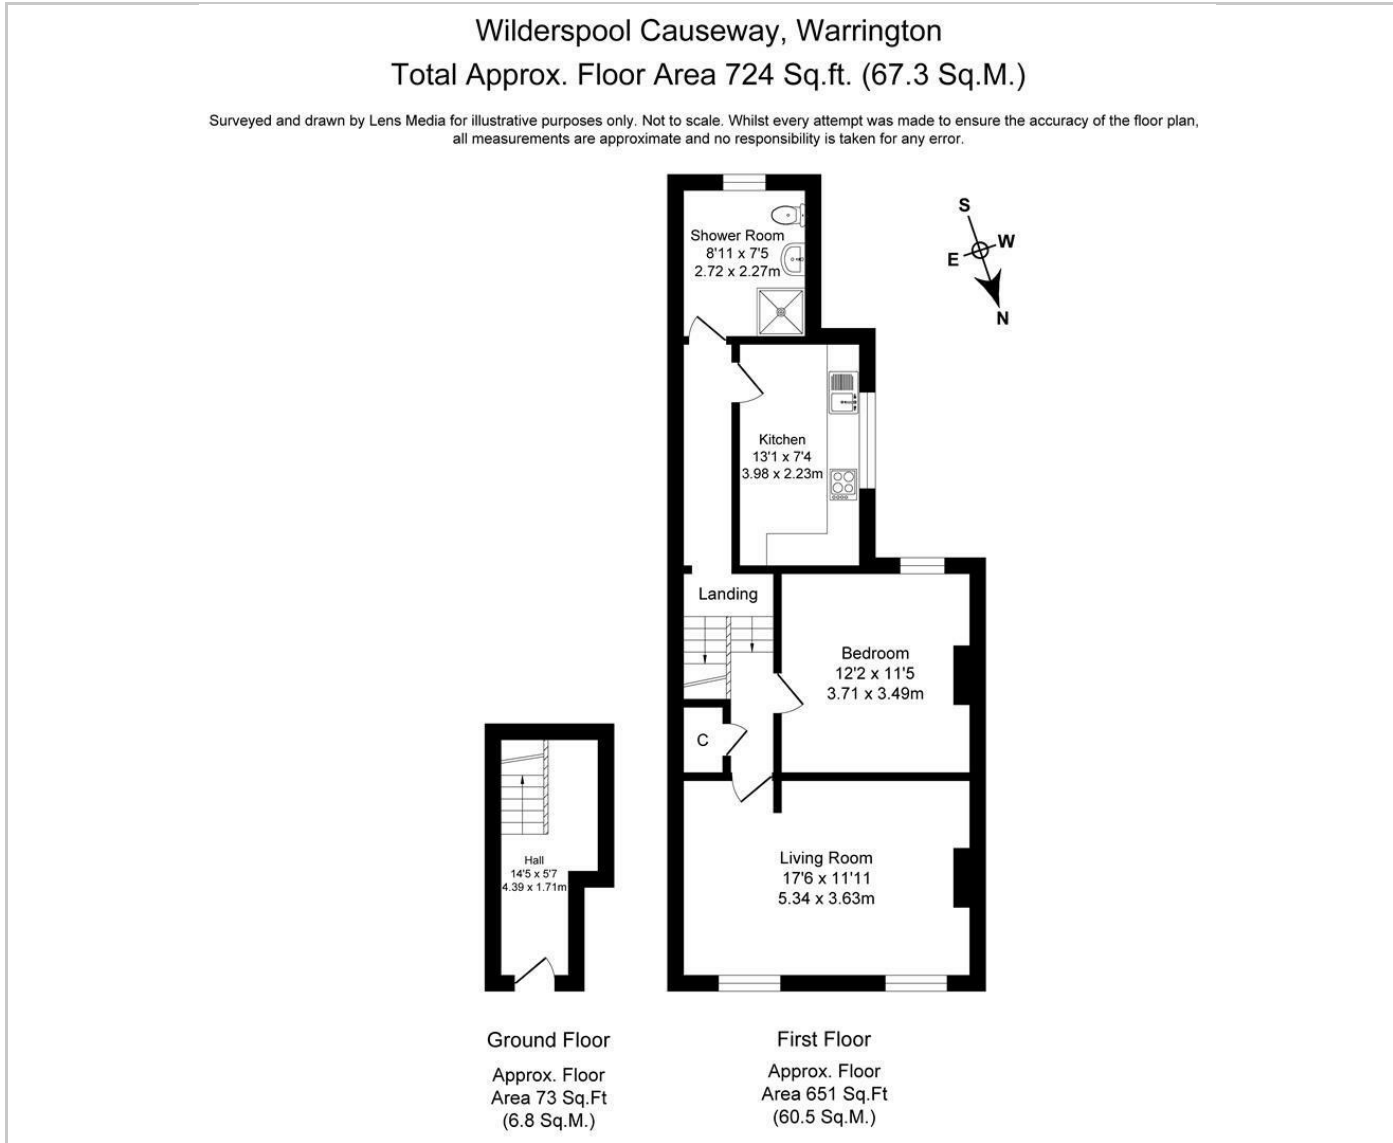 Wilderspool Causeway, Warrington
Total Approx. Floor Area 724 Sq.ft. (67.3 Sq.M.)
Surveyed and drawn by Lens Media for illustrative purposes only. Not to scale. Whilst every attempt was made to ensure the accuracy of the floor plan,
all measurements are approximate and no responsibility is taken for any error.
S
W
E
N
Shower Room
8'11 x 7'5
2.72 x 2.27m
Kitchen
13'1 x 7'4
3.98 x 2.23m
Landing
Bedroom
12'2 x 11'5
3.71 x 3.49m
C
Living Room
17'6 x 11'11
5.34 x 3.63m
Hall
14'5 x 5'7
4.39 x 1.71m
Ground Floor
Approx. Floor
Area 73 Sq.Ft
(6.8 Sq.M.)
First Floor
Approx. Floor
Area 651 Sq.Ft
(60.5 Sq.M.)